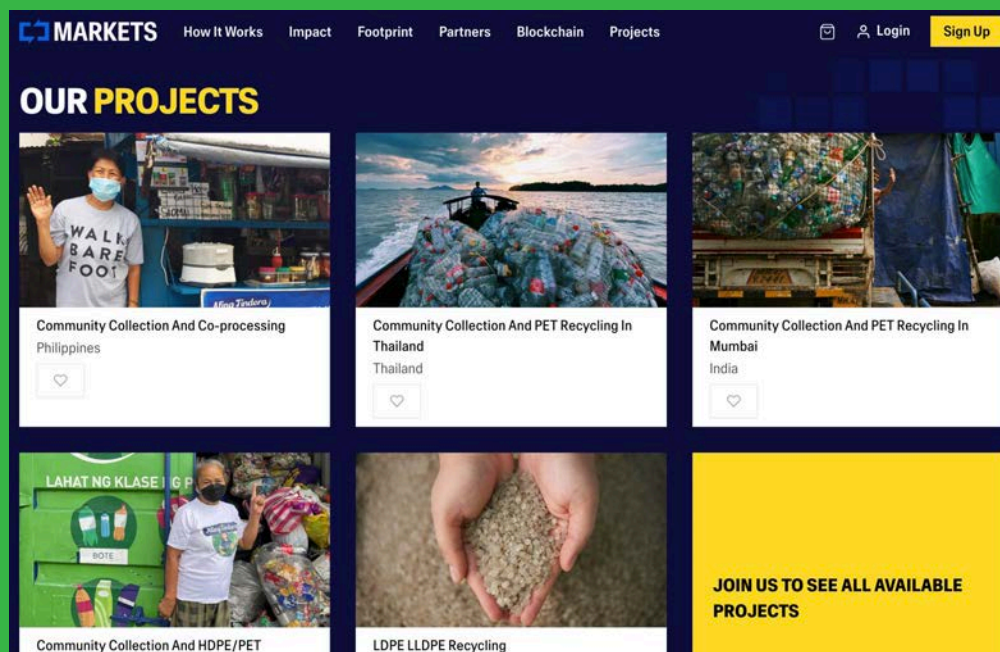 MARKETS How It Works Impact Footprint Partners Blockchain Projects Login Sign Up
OUR PROJECTS
WALK
BARE
FOOT
Aling Tindera
Community Collection And Co-processing
Philippines
Community Collection And PET Recycling In
Thailand
Thailand
Community Collection And PET Recycling In
Mumbai
India
LAHAT NG KLASE NG P
BOTE
Community Collection And HDPE/PET
LDPE LLDPE Recycling
JOIN US TO SEE ALL AVAILABLE
PROJECTS